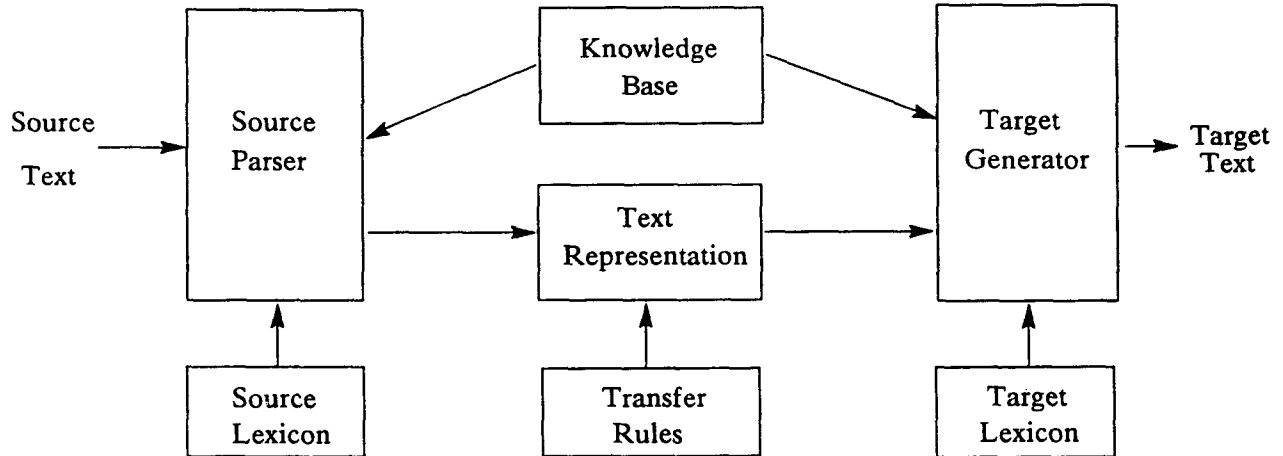 Source
Text
Source
Parser
Knowledge
Base
Text
Representation
Target
Generator
Target
Text
Source
Lexicon
Transfer
Rules
Target
Lexicon